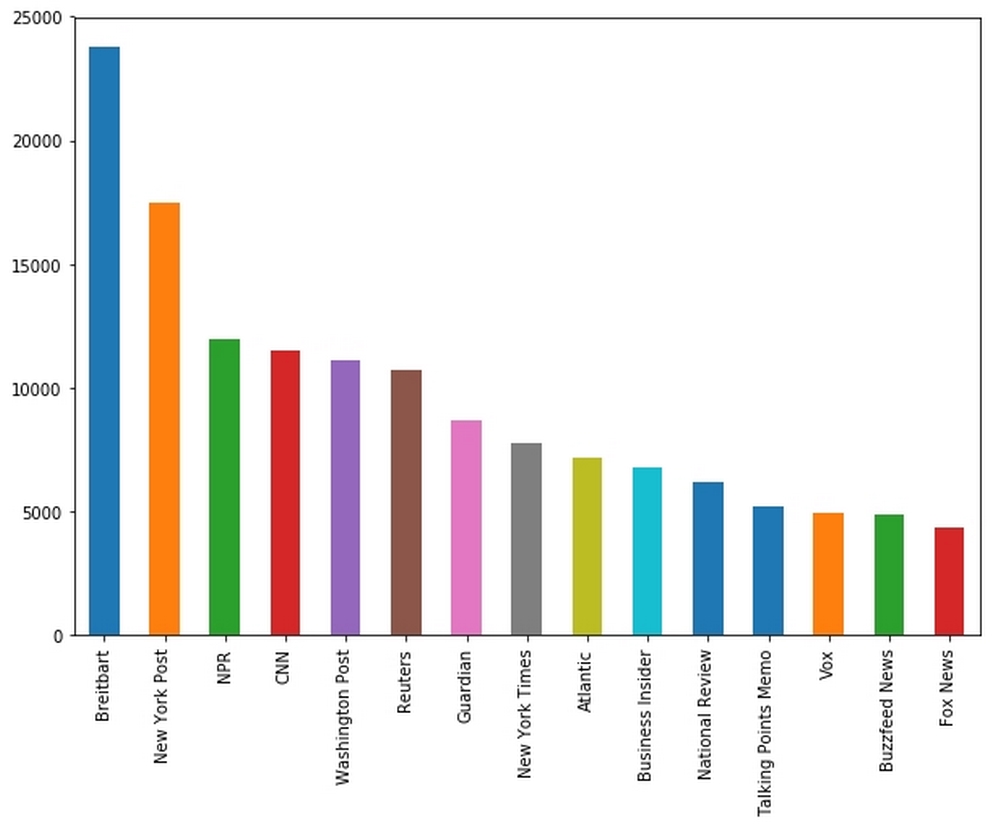 25000
20000
15000
10000
5000
0
Breitbart
New York Post
NPR
CNN
Washington Post
Reuters
Guardian
New York Times
Atlantic
Business Insider
National Review
Talking Points Memo
Vox
Buzzfeed News
Fox News